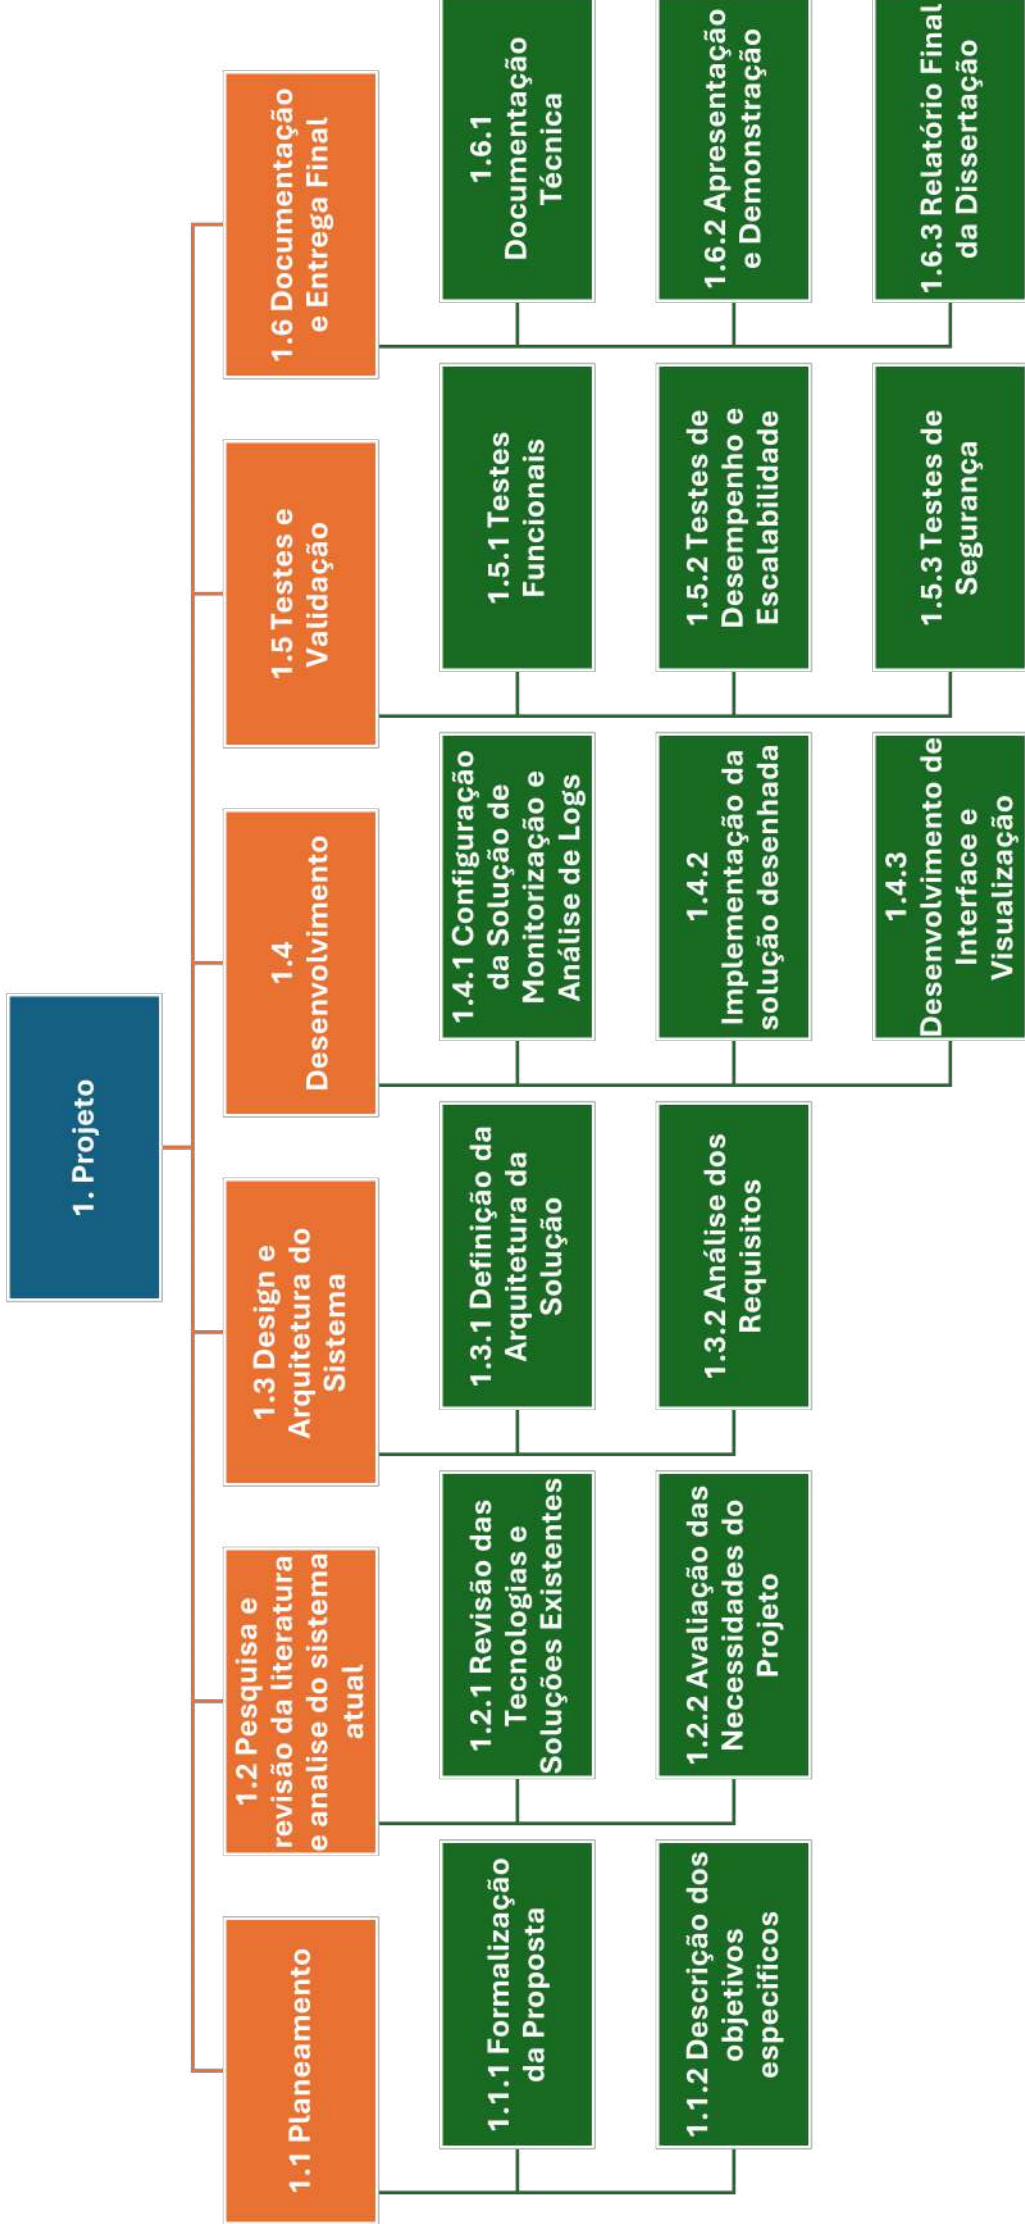 1. Projeto
1.1 Planeamento
1.2 Pesquisa e
revisão da literatura
e analise do sistema
atual
1.3 Design e
Arquitetura do
Sistema
1.4
Desenvolvimento
1.5 Testes e
Validação
1.6 Documentação
e Entrega Final
1.1.1 Formalização
da Proposta
1.1.2 Descrição dos
objetivos
especificos
1.2.1 Revisão das
Tecnologias e
Soluções Existentes
1.2.2 Avaliação das
Necessidades do
Projeto
1.3.1 Definição da
Arquitetura da
Solução
1.3.2 Análise dos
Requisitos
1.4.1 Configuração
da Solução de
Monitorização e
Análise de Logs
1.4.2
Implementação da
solução desenhada
1.4.3
Desenvolvimento de
Interface e
Visualização
1.5.1 Testes
Funcionais
1.5.2 Testes de
Desempenho e
Escalabilidade
1.5.3 Testes de
Segurança
1.6.1
Documentação
Técnica
1.6.2 Apresentação
e Demonstração
1.6.3 Relatório Final
da Dissertação